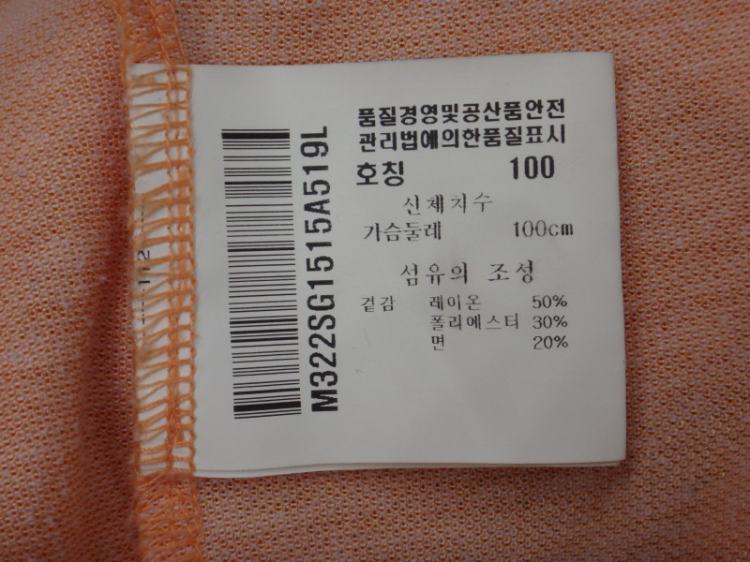 품질경영및공산품안전
관리법에의한품질표시
호칭 100
신체치수
가슴둘레 100cm
섬유의 조성
겉감 레이온 50%
폴리에스터 30%
면 20%
M322SG1515A519L